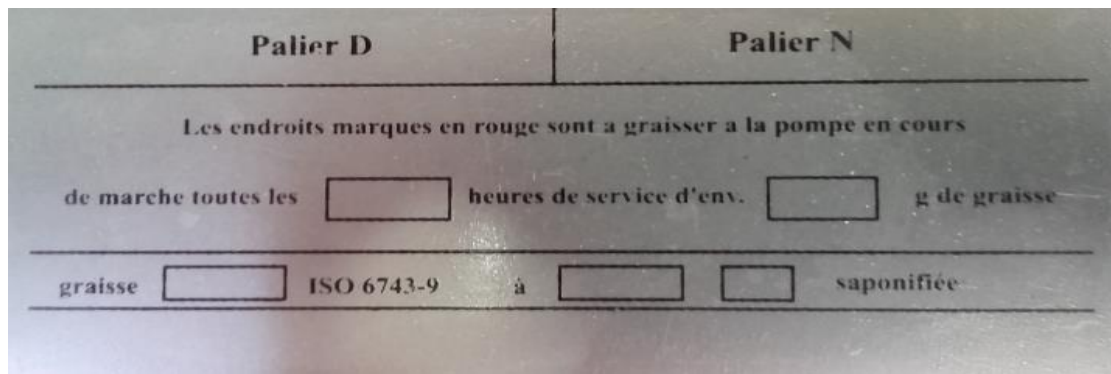 Palier D Palier N
Les endroits marques en rouge sont a graisser a la pompe en cours
de marche toutes les heures de service d'env. g de graisse
graisse ISO 6743-9 à saponifiée